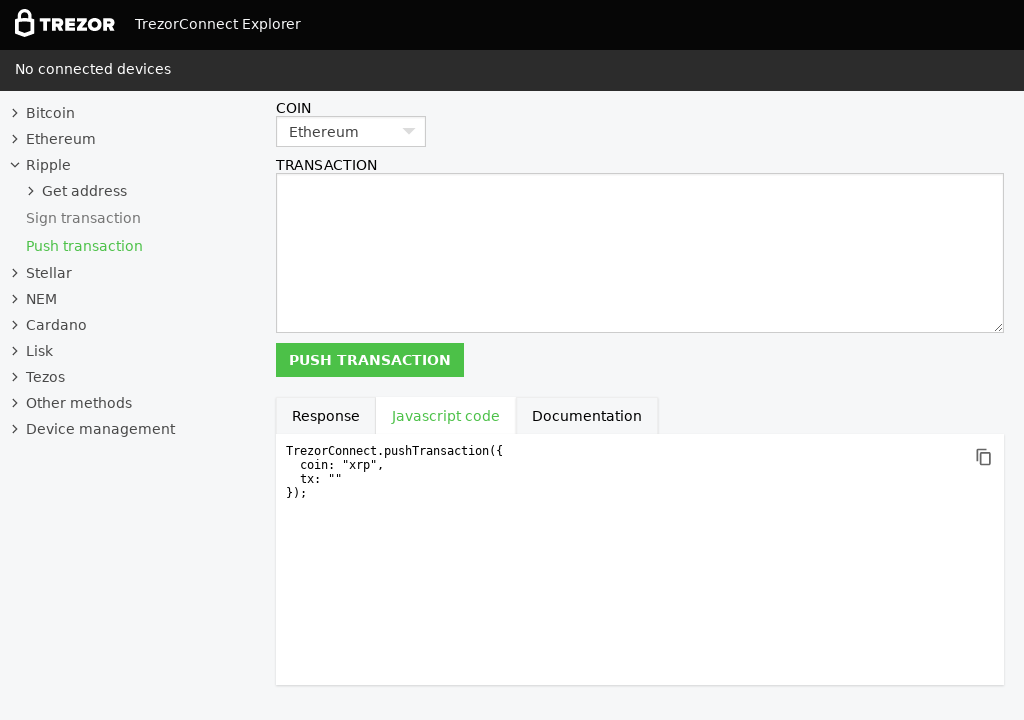 TREZOR TrezorConnect Explorer
No connected devices
Bitcoin
Ethereum
Ripple
Get address
Sign transaction
Push transaction
Stellar
NEM
Cardano
Lisk
Tezos
Other methods
Device management
COIN
Ethereum
TRANSACTION
PUSH TRANSACTION
Response Javascript code Documentation
TrezorConnect.pushTransaction({
  coin: "xrp",
  tx: ""
});